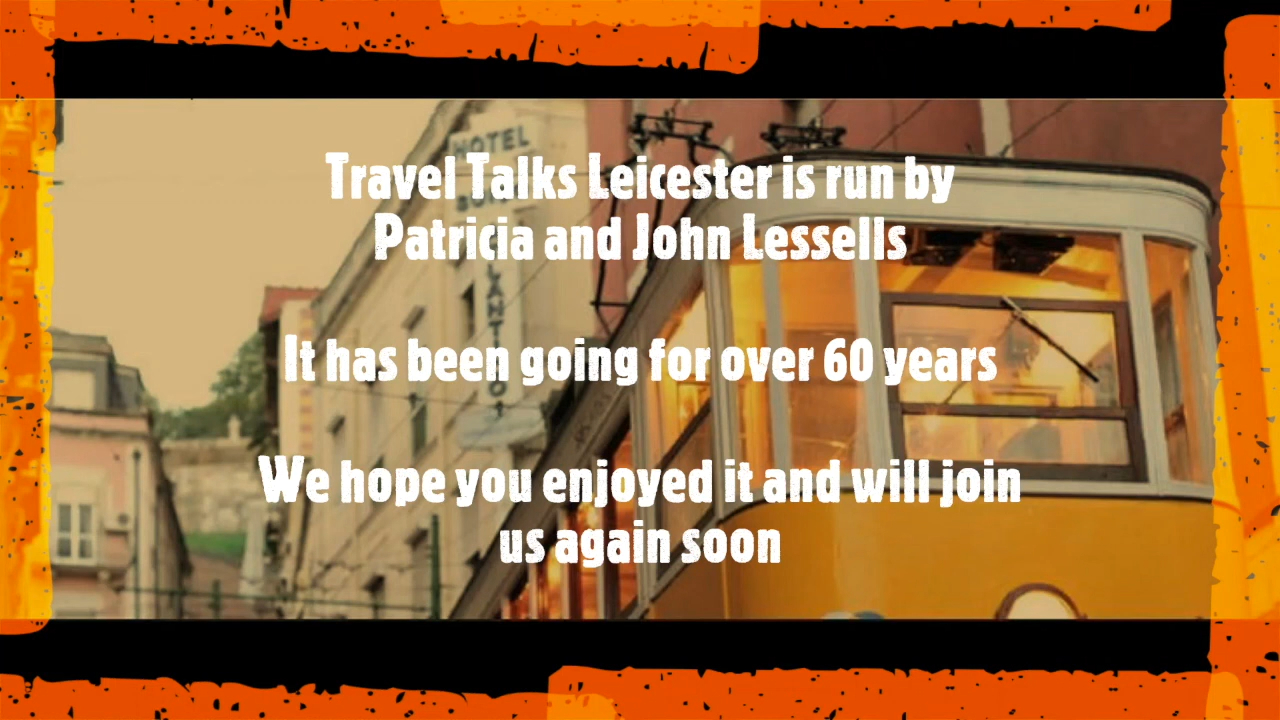 HOTEL
Travel Talks Leicester is run by
Patricia and John Lessells
It has been going for over 60 years
We hope you enjoyed it and will join
us again soon